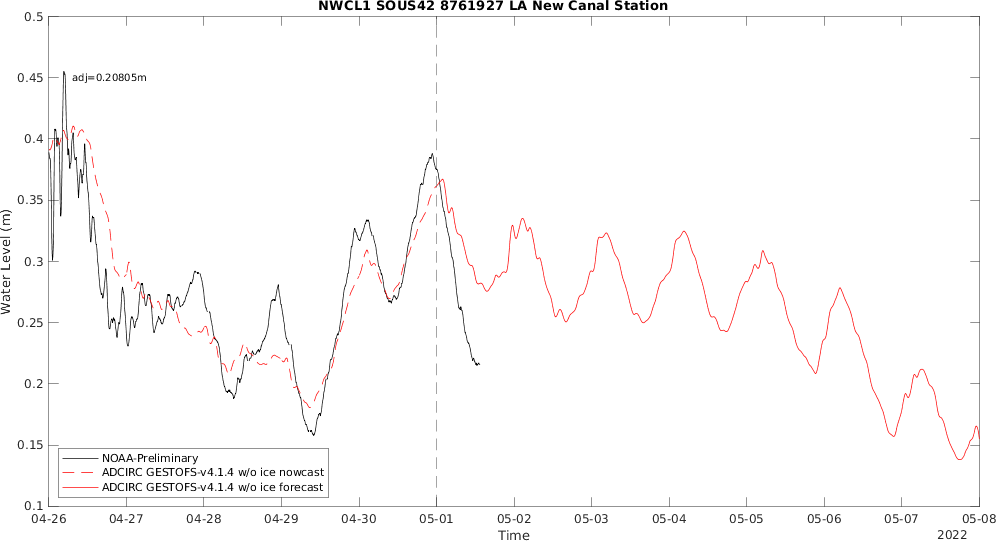 NWCL1 SOUS42 8761927 LA New Canal Station
0.5
0.45
0.4
0.35
0.3
0.25
0.2
0.15
0.1
Water Level (m)
adj=0.20805m
NOAA-Preliminary
ADCIRC GESTOFS-v4.1.4 w/o ice nowcast
ADCIRC GESTOFS-v4.1.4 w/o ice forecast
04-26 04-27 04-28 04-29 04-30 05-01 05-02 05-03 05-04 05-05 05-06 05-07 05-08
Time
2022